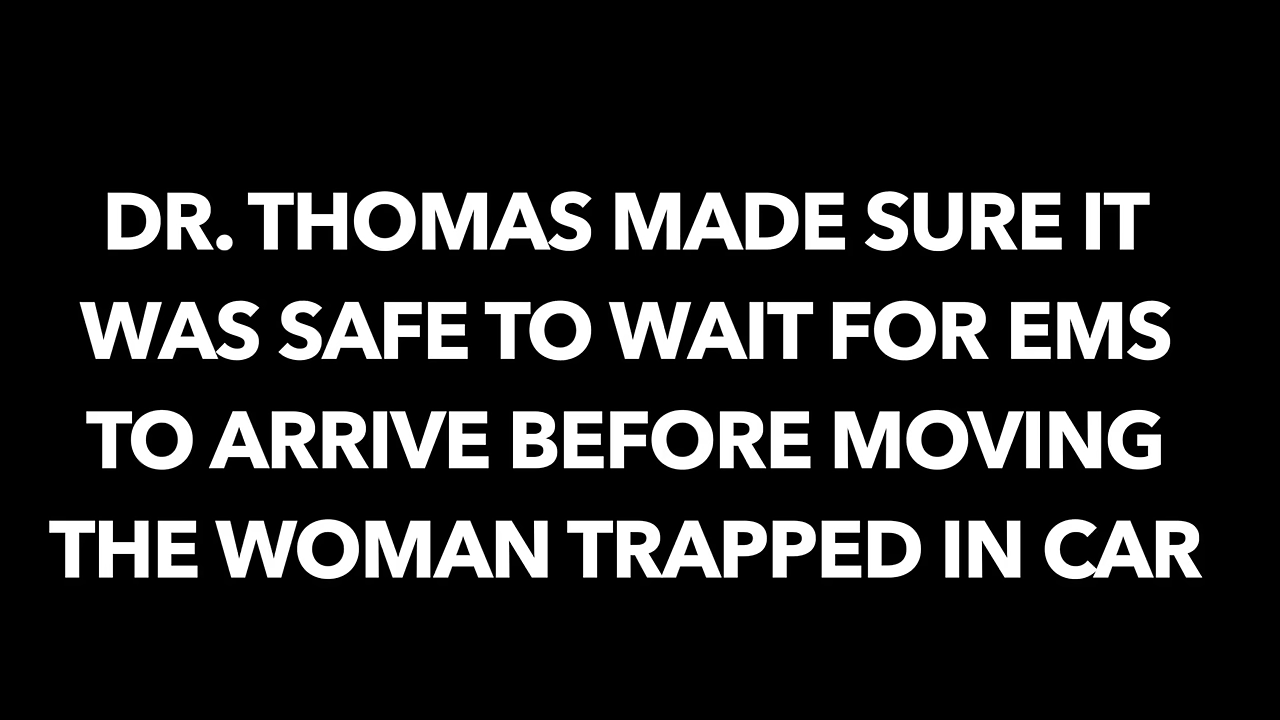 DR. THOMAS MADE SURE IT
WAS SAFE TO WAIT FOR EMS
TO ARRIVE BEFORE MOVING
THE WOMAN TRAPPED IN CAR